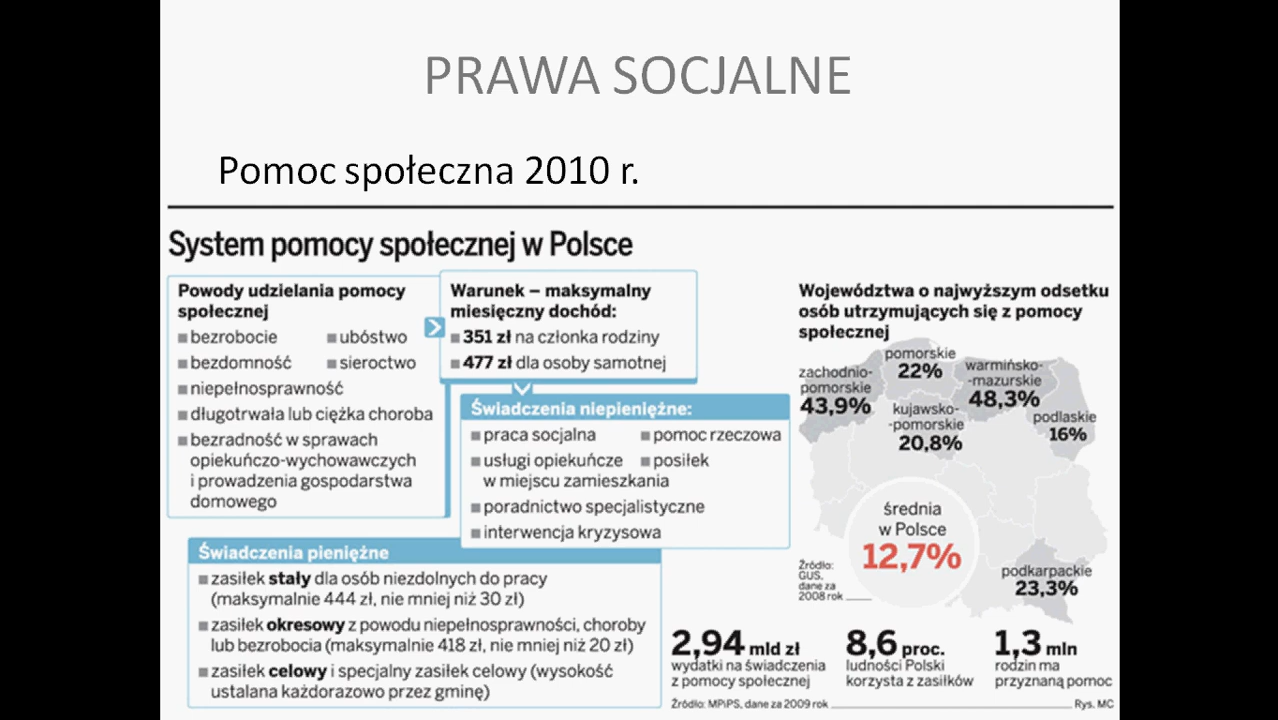 PRAWA SOCJALNE
Pomoc społeczna 2010 r.
System pomocy społecznej w Polsce
Powody udzielania pomocy
społecznej
bezrobocie
ubóstwo
bezdomność
sieroctwo
niepełnosprawność
długotrwała lub ciężka choroba
bezradność w sprawach
opiekuńczo-wychowawczych
i prowadzenia gospodarstwa
domowego
Warunek – maksymalny
miesięczny dochód:
351 zł na członka rodziny
477 zł dla osoby samotnej
Świadczenia niepieniężne:
praca socjalna
pomoc rzeczowa
usługi opiekuńcze
w miejscu zamieszkania
posiłek
poradnictwo specjalistyczne
interwencja kryzysowa
Świadczenia pieniężne
zasiłek stały dla osób niezdolnych do pracy
(maksymalnie 444 zł, nie mniej niż 30 zł)
zasiłek okresowy z powodu niepełnosprawności, choroby
lub bezrobocia (maksymalnie 418 zł, nie mniej niż 20 zł)
zasiłek celowy i specjalny zasiłek celowy (wysokość
ustalana każdorazowo przez gminę)
Województwa o najwyższym odsetku
osób utrzymujących się z pomocy
społecznej
zachodnio-
pomorskie
43,9%
pomorskie
22%
warmińsko-
-mazurskie
48,3%
kujawsko-
-pomorskie
20,8%
podlaskie
16%
średnia
w Polsce
12,7%
podkarpackie
23,3%
Źródło:
GUS,
dane za
2008 rok
2,94 mld zł
wydatki na świadczenia
z pomocy społecznej
8,6 proc.
ludności Polski
korzysta z zasiłków
1,3 mln
rodzin ma
przyznaną pomoc
Źródło: MPiPS, dane za 2009 rok
Rys. MC